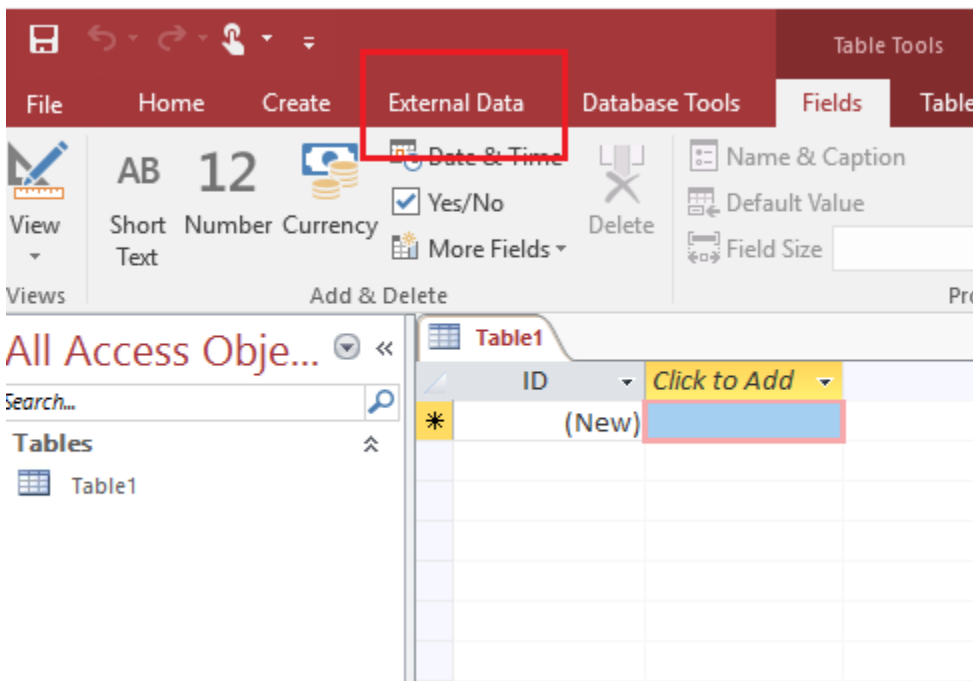 Table Tools
File Home Create External Data Database Tools Fields Table
AB 12 Date & Time Name & Caption
View Short Text Number Currency Yes/No Delete Default Value
More Fields Field Size
Views Add & Delete
All Access Obje... « Table1
Search...
ID Click to Add
Tables (New)
Table1